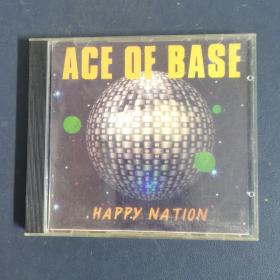 ACE OF BASE
HAPPY NATION